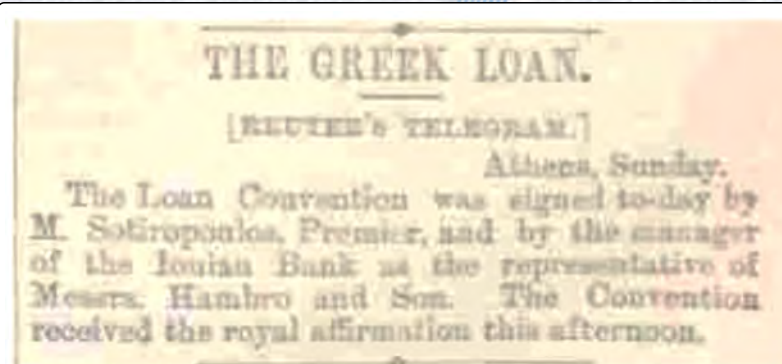 THE GREEK LOAN.
[REUTER'S TELEGRAM.]
Athens, Sunday.
The Loan Convention was signed to-day by
M. Sotiropoulos, Premier, and by the manager
of the Ionian Bank as the representative of
Messrs. Hambro and Son. The Convention
received the royal affirmation this afternoon.